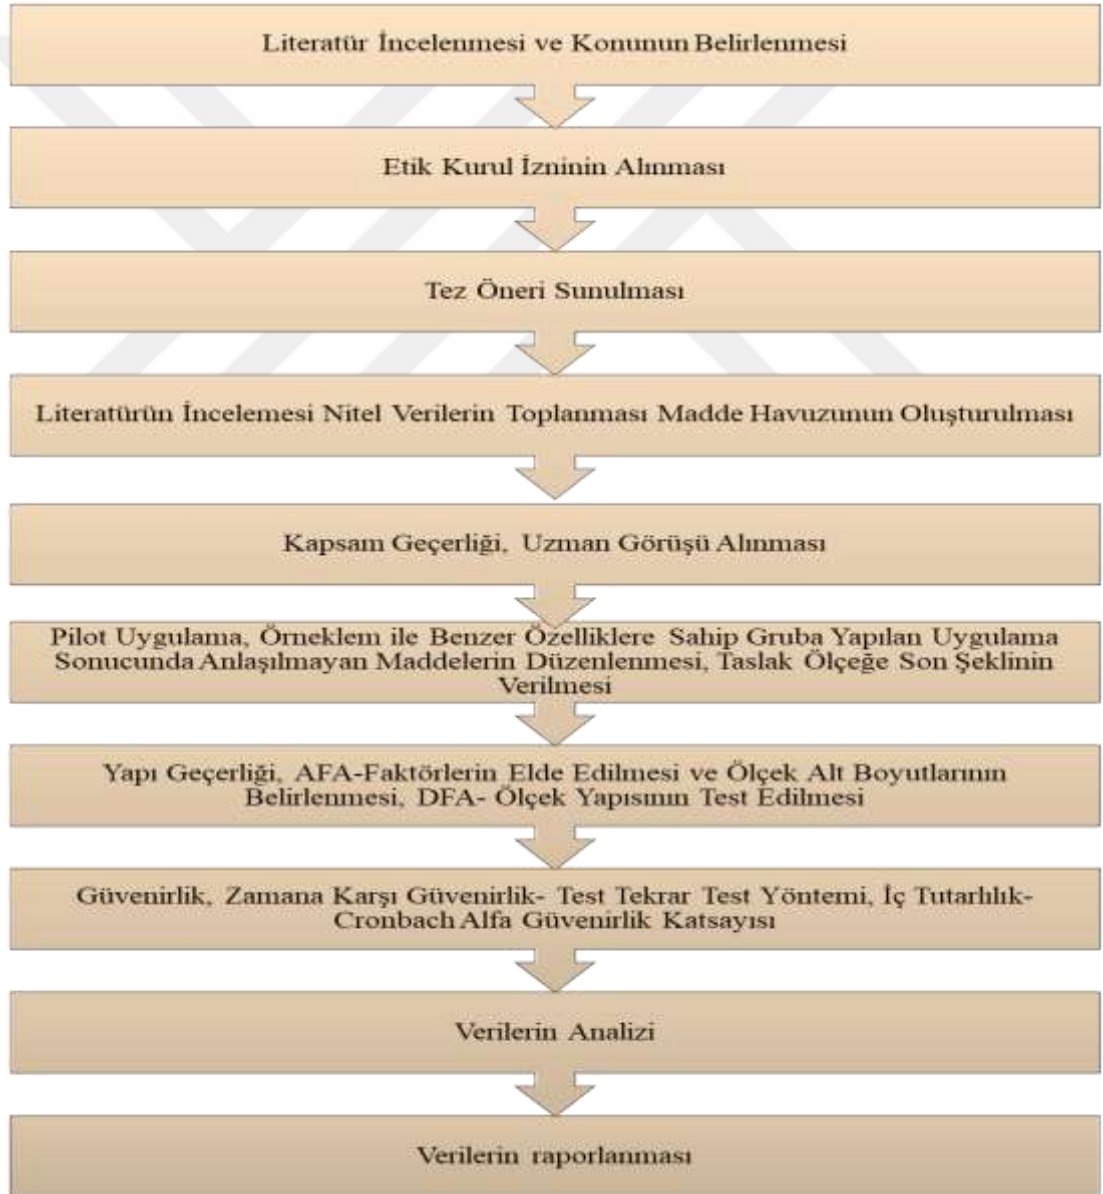 Literatür İncelenmesi ve Konunun Belirlenmesi
Etik Kurul İzninin Alınması
Tez Öneri Sunulması
Literatürün İncelemesi Nitel Verilerin Toplanması Madde Havuzunun Oluşturulması
Kapsam Geçerliği, Uzman Görüşü Alınması
Pilot Uygulama, Örneklem ile Benzer Özelliklere Sahip Gruba Yapılan Uygulama
Sonucunda Anlaşılmayan Maddelerin Düzenlenmesi, Taslak Ölçeğe Son Şeklinin
Verilmesi
Yapı Geçerliği, AFA-Faktörlerin Elde Edilmesi ve Ölçek Alt Boyutlarının
Belirlenmesi, DFA- Ölçek Yapısının Test Edilmesi
Güvenirlik, Zamana Karşı Güvenirlik- Test Tekrar Test Yöntemi, İç Tutarlılık-
Cronbach Alfa Güvenirlik Katsayısı
Verilerin Analizi
Verilerin raporlanması